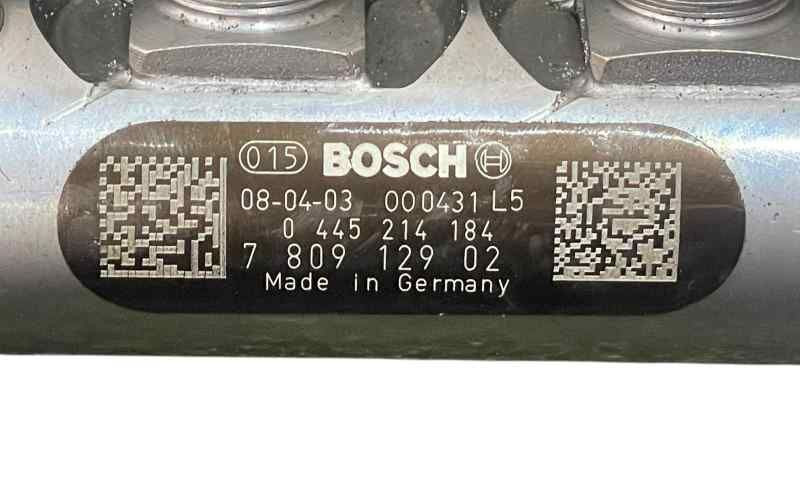 015 BOSCH
08-04-03 000431 L5
0 445 214 184
7 809 129 02
Made in Germany